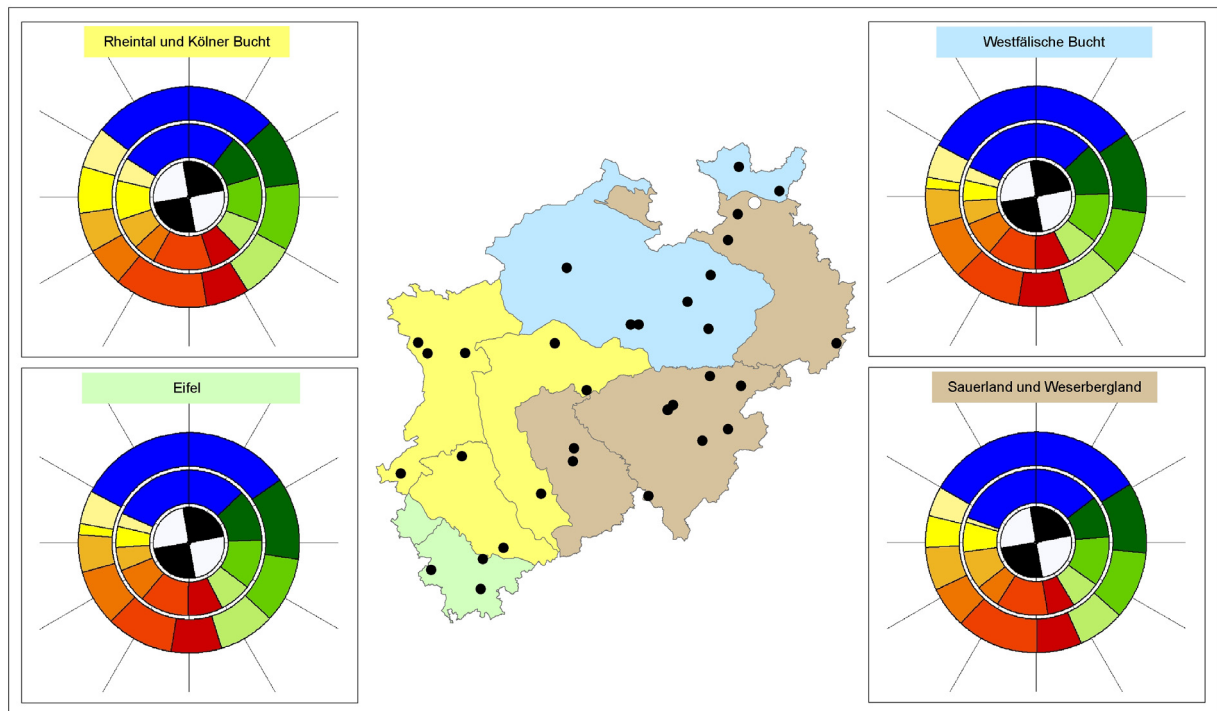 Rheintal und Kölner Bucht
Westfälische Bucht
Eifel
Sauerland und Weserbergland